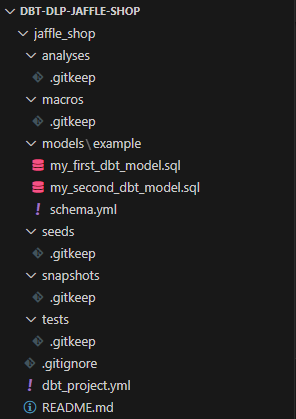 DBT-DLP-JAFFLE-SHOP
jaffle_shop
analyses
.gitkeep
macros
.gitkeep
models\example
my_first_dbt_model.sql
my_second_dbt_model.sql
! schema.yml
seeds
.gitkeep
snapshots
.gitkeep
tests
.gitkeep
.gitignore
! dbt_project.yml
README.md